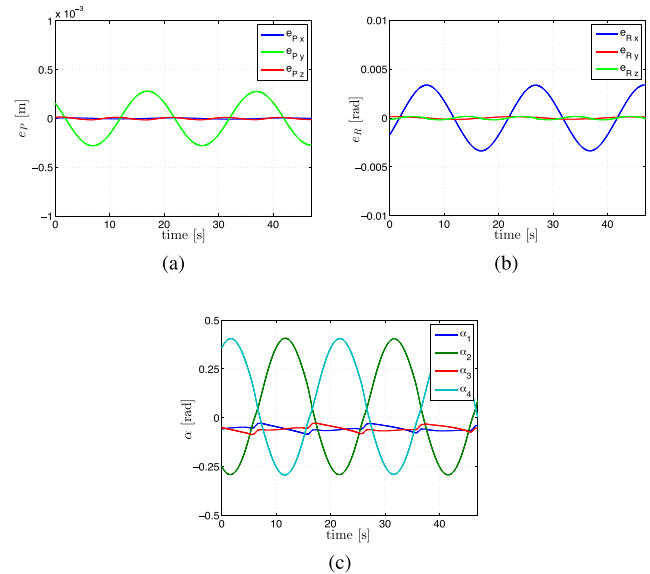 x 10⁻³
1
0.5
0
−0.5
−1
e_P [m]
0 10 20 30 40
time [s]
e_P x
e_P y
e_P z
(a)
0.01
0.005
0
−0.005
−0.01
e_R [rad]
0 10 20 30 40
time [s]
e_R x
e_R y
e_R z
(b)
0.5
0.25
0
−0.25
−0.5
α [rad]
0 10 20 30 40
time [s]
α_1
α_2
α_3
α_4
(c)